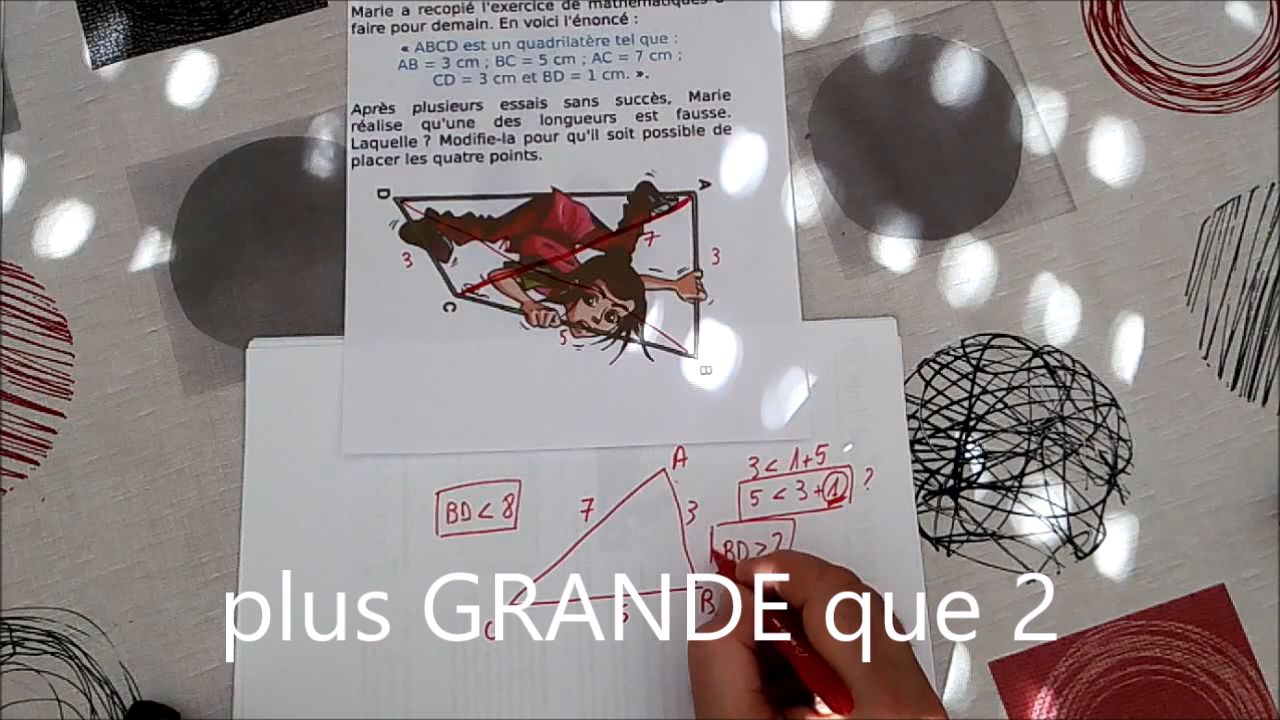 Marie a recopié l'exercice de mathématiques à
faire pour demain. En voici l'énoncé :
« ABCD est un quadrilatère tel que :
AB = 3 cm ; BC = 5 cm ; AC = 7 cm ;
CD = 3 cm et BD = 1 cm. ».
Après plusieurs essais sans succès, Marie
réalise qu'une des longueurs est fausse.
Laquelle ? Modifie-la pour qu'il soit possible de
placer les quatre points.
D
A
7
3
3
C
5
B
A
3 < 1+5
5 < 3+1 ?
BD < 8
7
3
BD > 2
C
5
B
plus GRANDE que 2